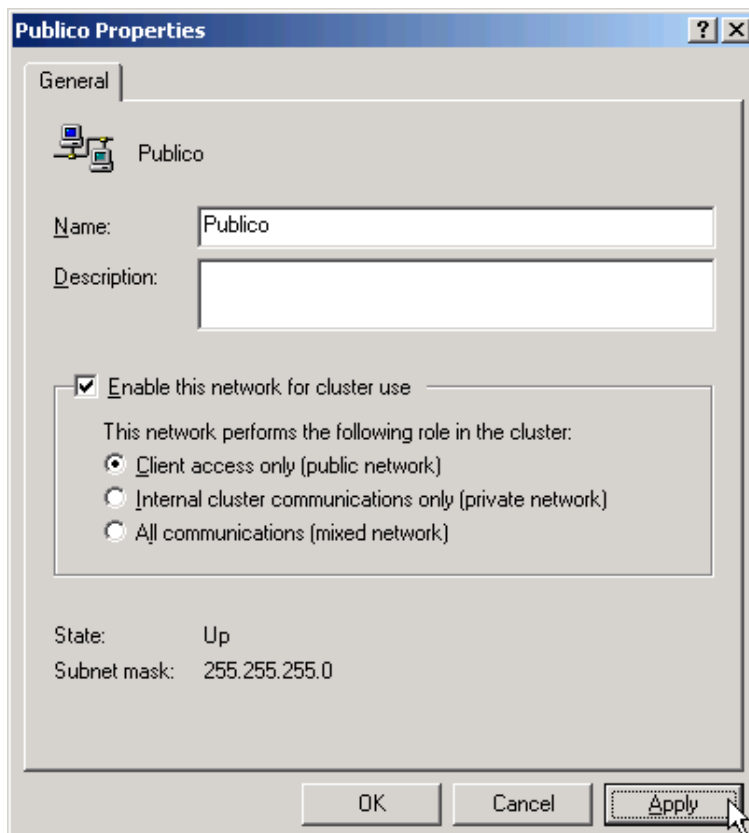 Publico Properties
General
Publico
Name: Publico
Description:
Enable this network for cluster use
This network performs the following role in the cluster:
Client access only (public network)
Internal cluster communications only (private network)
All communications (mixed network)
State: Up
Subnet mask: 255.255.255.0
OK Cancel Apply